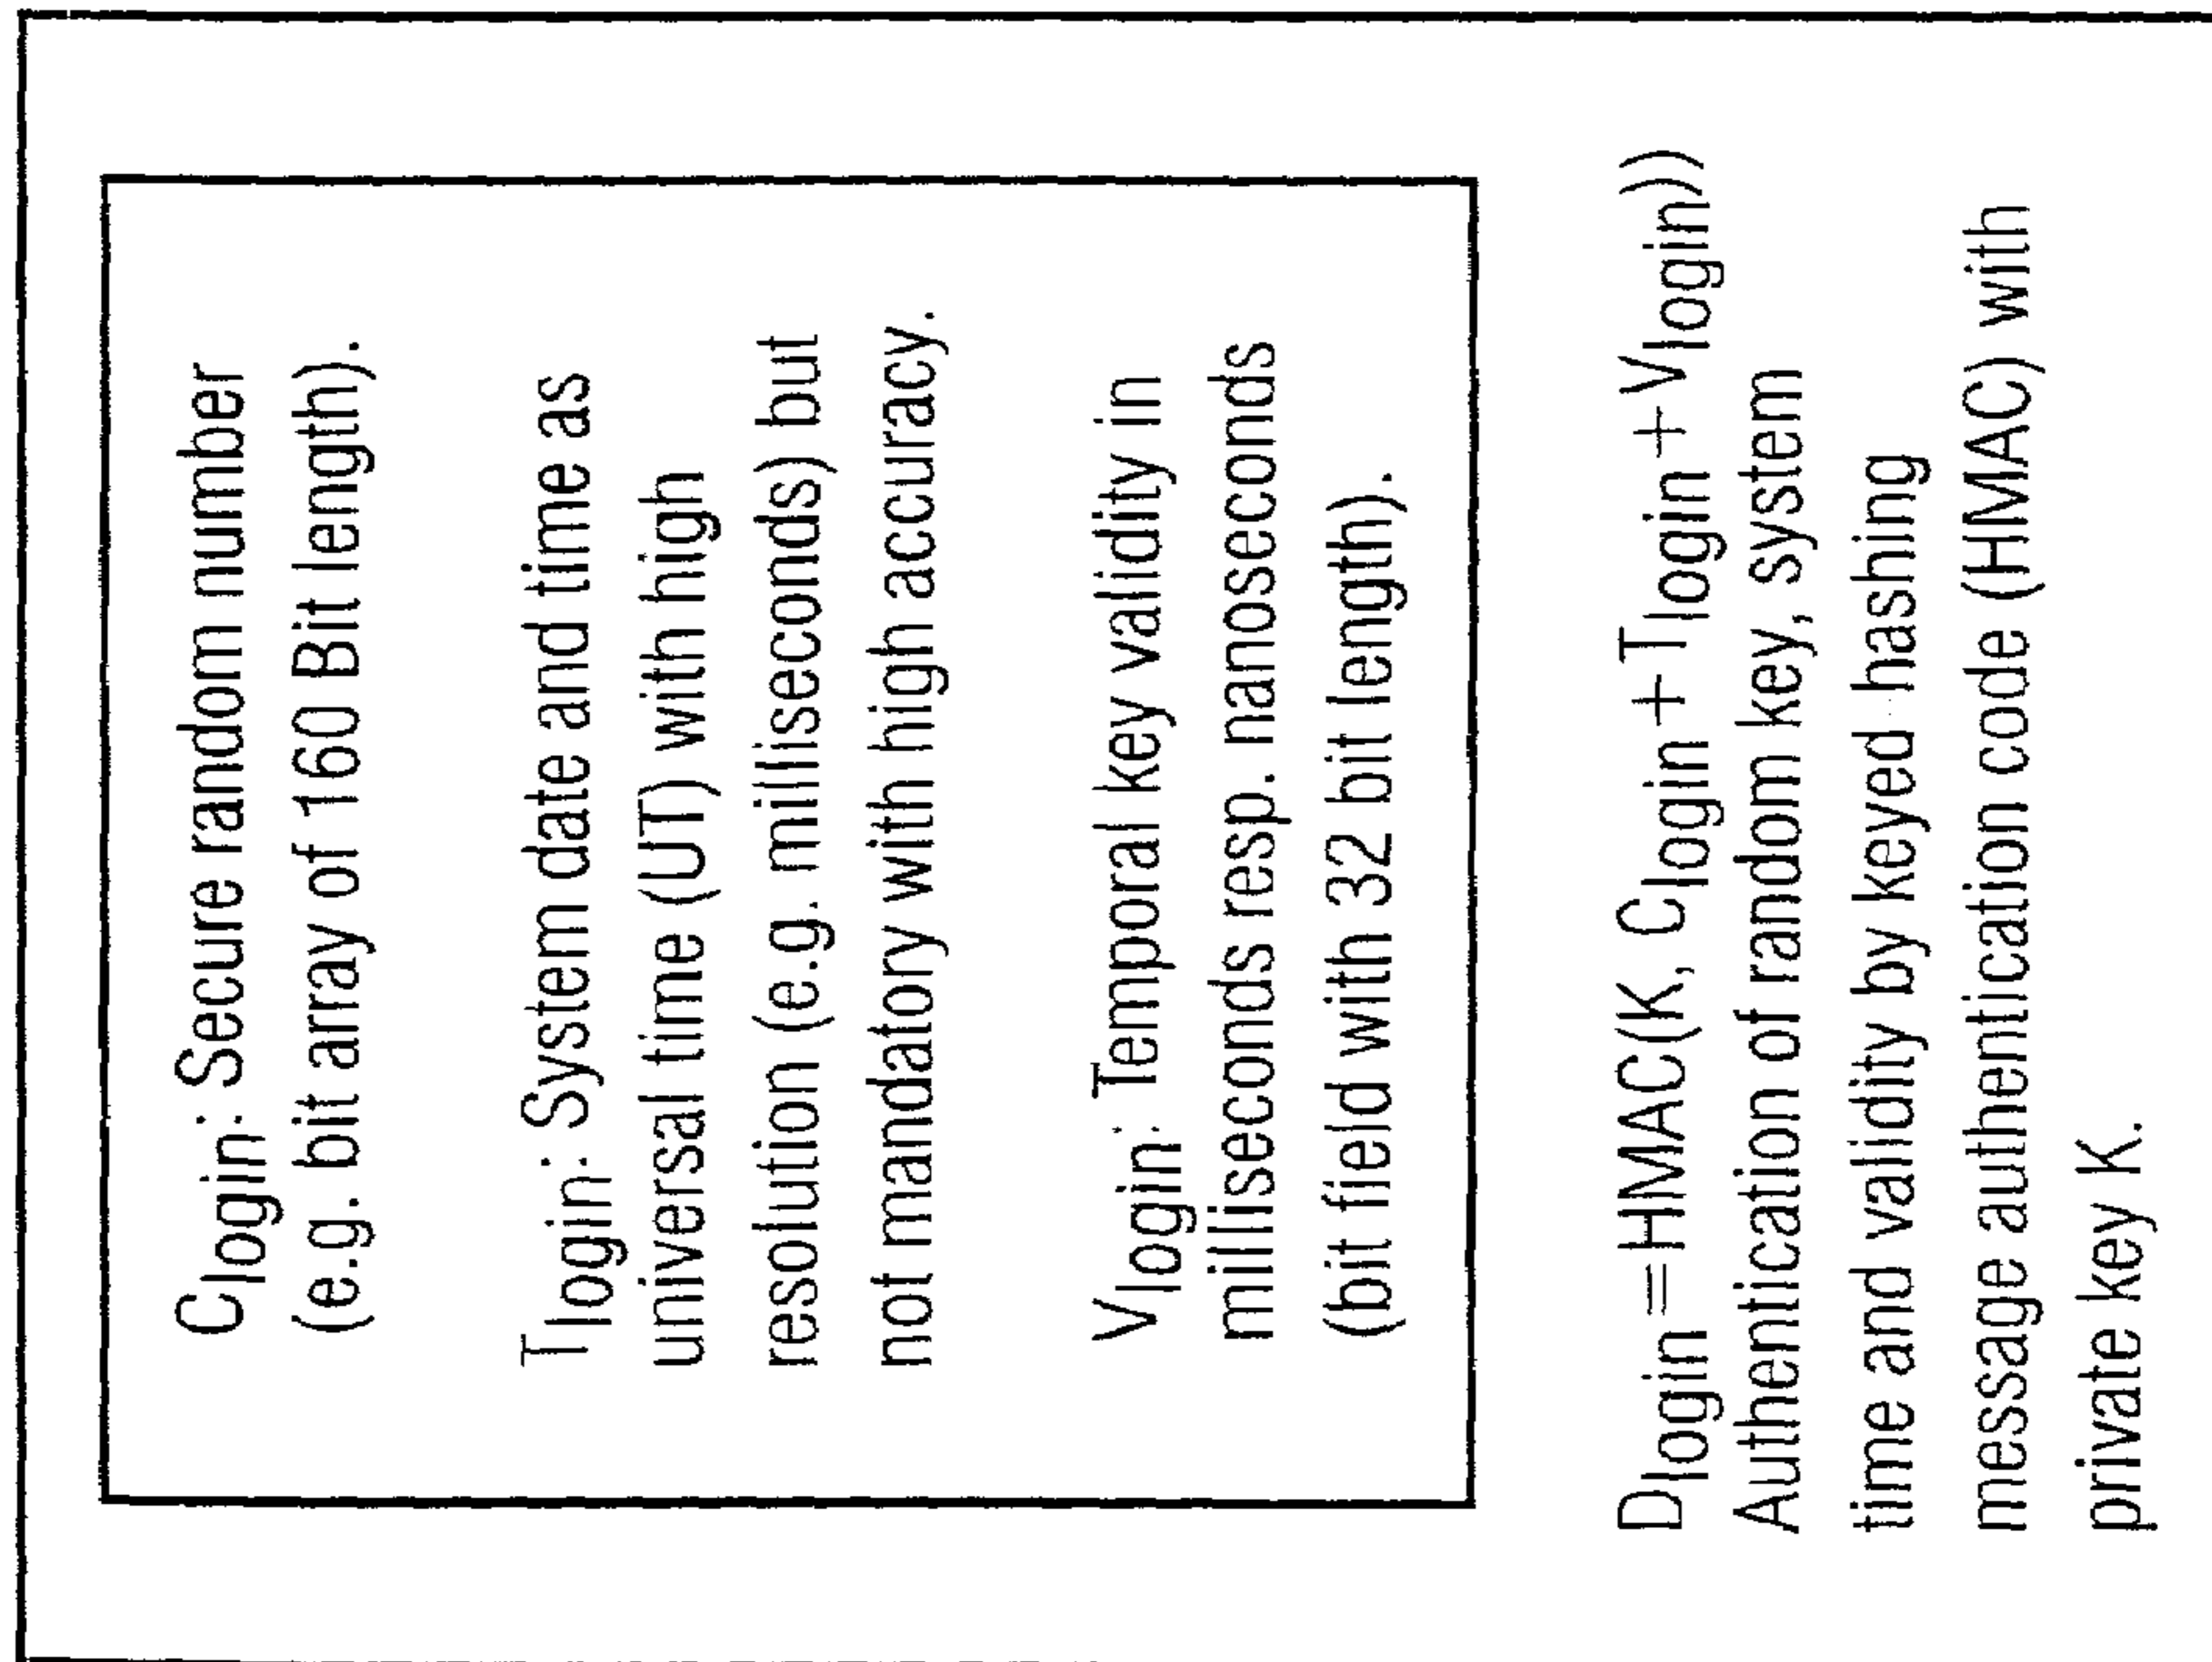 Clogin: Secure random number
(e.g. bit array of 160 Bit length).
Tlogin: System date and time as
universal time (UT) with high
resolution (e.g. milliseconds) but
not mandatory with high accuracy.
Vlogin: Temporal key validity in
milliseconds resp. nanoseconds
(bit field with 32 bit length).
Dlogin=HMAC(K, Clogin+Tlogin+Vlogin))
Authentication of random key, system
time and validity by keyed-hashing
message authentication code (HMAC) with
private key K.